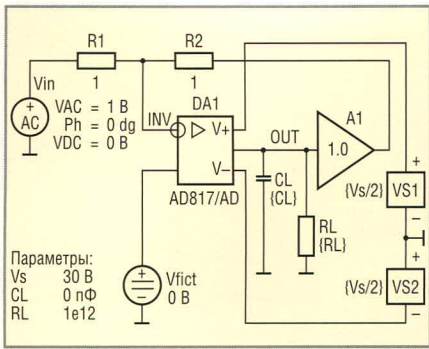 R1
R2
1
1
Vin
DA1
A1
AC
VAC = 1 В
Ph = 0 dg
VDC = 0 В
INV
V+
V–
OUT
1.0
AD817/AD
CL
{CL}
RL
{RL}
{Vs/2}
VS1
+
–
{Vs/2}
VS2
+
–
Vfict
0 В
Параметры:
Vs 30 В
CL 0 пФ
RL 1e12